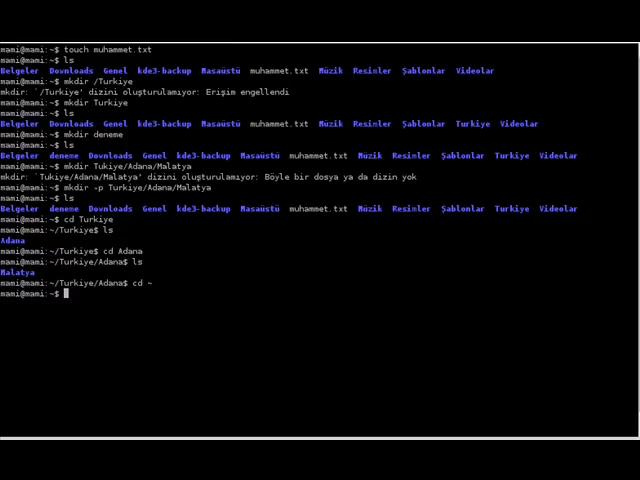 mami@mami:~$ touch muhammet.txt
mami@mami:~$ ls
Belgeler Downloads Genel kde3-backup Masaüstü muhammet.txt Müzik Resimler Şablonlar Videolar
mami@mami:~$ mkdir /Turkiye
mkdir: `/Turkiye' dizini oluşturulamıyor: Erişim engellendi
mami@mami:~$ mkdir Turkiye
mami@mami:~$ ls
Belgeler Downloads Genel kde3-backup Masaüstü muhammet.txt Müzik Resimler Şablonlar Turkiye Videolar
mami@mami:~$ mkdir deneme
mami@mami:~$ ls
Belgeler deneme Downloads Genel kde3-backup Masaüstü muhammet.txt Müzik Resimler Şablonlar Turkiye Videolar
mami@mami:~$ mkdir Tukiye/Adana/Malatya
mkdir: `Tukiye/Adana/Malatya' dizini oluşturulamıyor: Böyle bir dosya ya da dizin yok
mami@mami:~$ mkdir -p Turkiye/Adana/Malatya
mami@mami:~$ ls
Belgeler deneme Downloads Genel kde3-backup Masaüstü muhammet.txt Müzik Resimler Şablonlar Turkiye Videolar
mami@mami:~$ cd Turkiye
mami@mami:~/Turkiye$ ls
Adana
mami@mami:~/Turkiye$ cd Adana
mami@mami:~/Turkiye/Adana$ ls
Malatya
mami@mami:~/Turkiye/Adana$ cd ~
mami@mami:~$